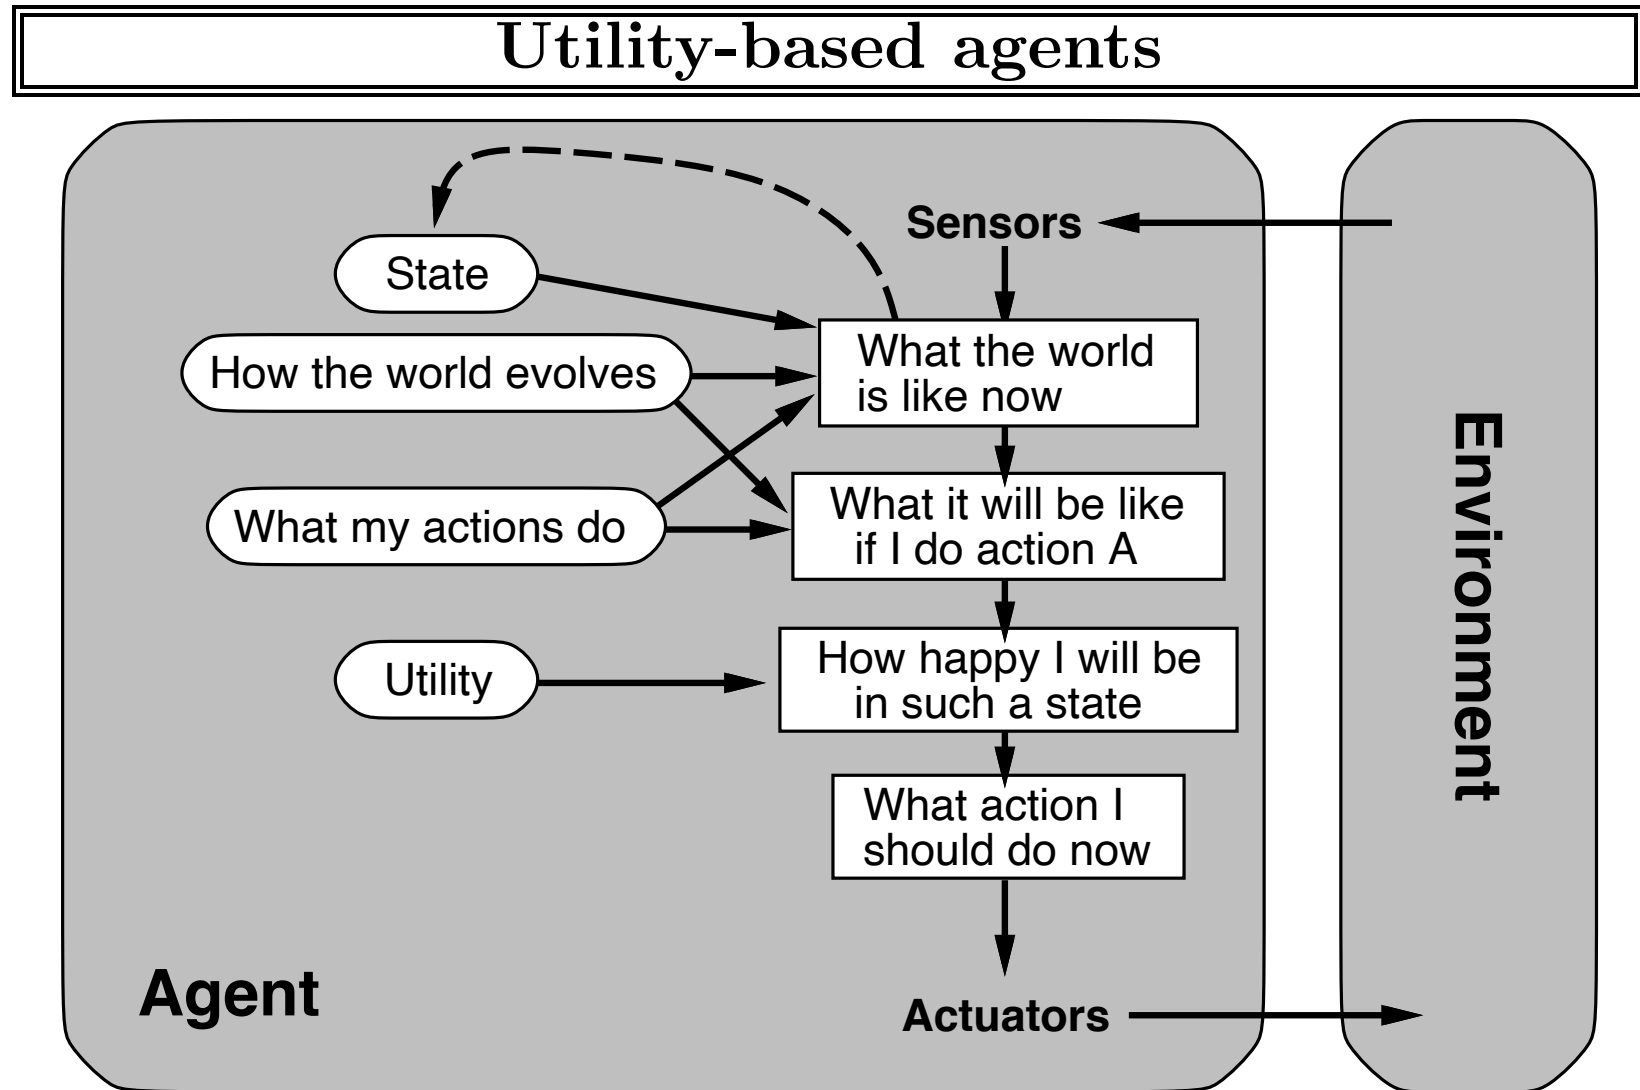 Utility-based agents
Sensors
State
What the world
is like now
How the world evolves
What it will be like
if I do action A
What my actions do
How happy I will be
in such a state
Utility
What action I
should do now
Agent
Actuators
Environment